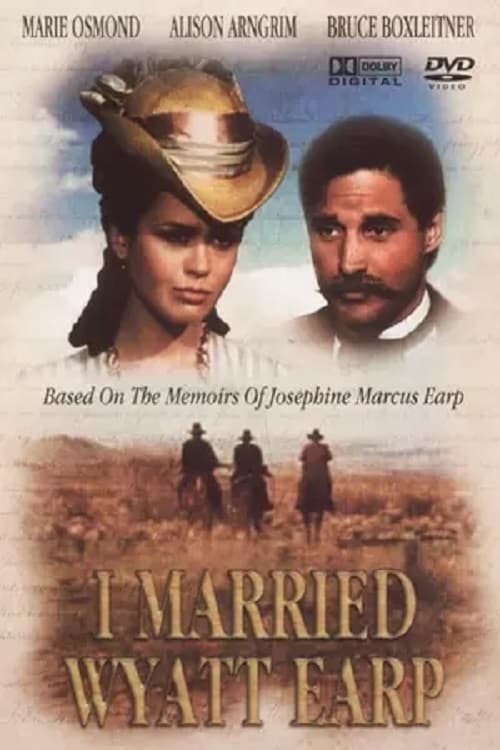 MARIE OSMOND ALISON ARNGRIM BRUCE BOXLEITNER
DOLBY DVD
DIGITAL VIDEO
Based On The Memoirs Of Josephine Marcus Earp
I MARRIED
WYATT EARP